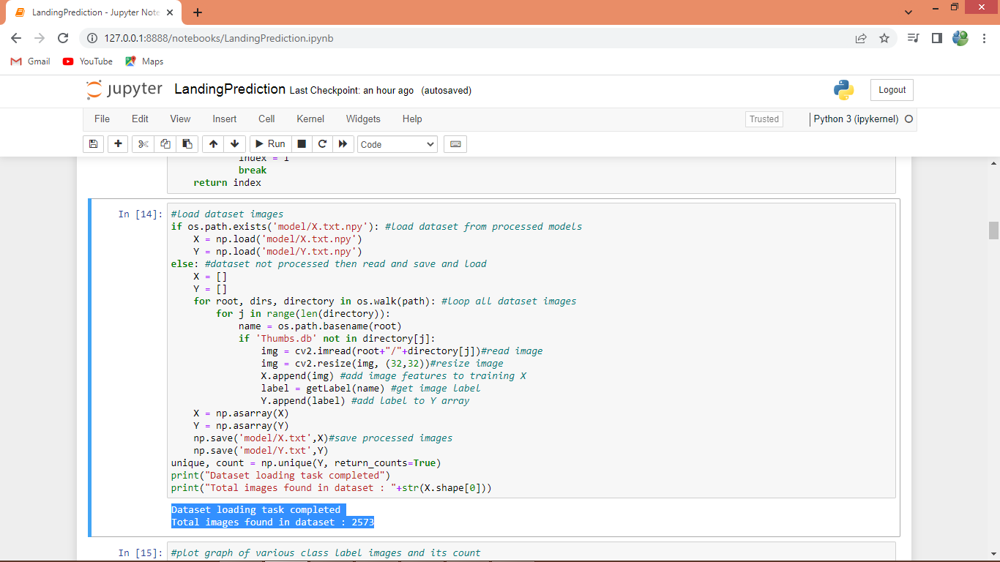 LandingPrediction - Jupyter Note
127.0.0.1:8888/notebooks/LandingPrediction.ipynb
Gmail YouTube Maps
jupyter LandingPrediction Last Checkpoint: an hour ago (autosaved) Logout
File Edit View Insert Cell Kernel Widgets Help Trusted Python 3 (ipykernel)
Run Code
index = 1
break
return index
In [14]: #load dataset images
if os.path.exists('model/X.txt.npy'): #load dataset from processed models
    X = np.load('model/X.txt.npy')
    Y = np.load('model/Y.txt.npy')
else: #dataset not processed then read and save and load
    X = []
    Y = []
    for root, dirs, directory in os.walk(path): #loop all dataset images
        for j in range(len(directory)):
            name = os.path.basename(root)
            if 'Thumbs.db' not in directory[j]:
                img = cv2.imread(root+"/"+directory[j])#read image
                img = cv2.resize(img, (32,32))#resize image
                X.append(img) #add image features to training X
                label = getLabel(name) #get image label
                Y.append(label) #add label to Y array
    X = np.asarray(X)
    Y = np.asarray(Y)
    np.save('model/X.txt',X)#save processed images
    np.save('model/Y.txt',Y)
unique, count = np.unique(Y, return_counts=True)
print("Dataset loading task completed")
print("Total images found in dataset : "+str(X.shape[0]))
Dataset loading task completed
Total images found in dataset : 2573
In [15]: #plot graph of various class label images and its count